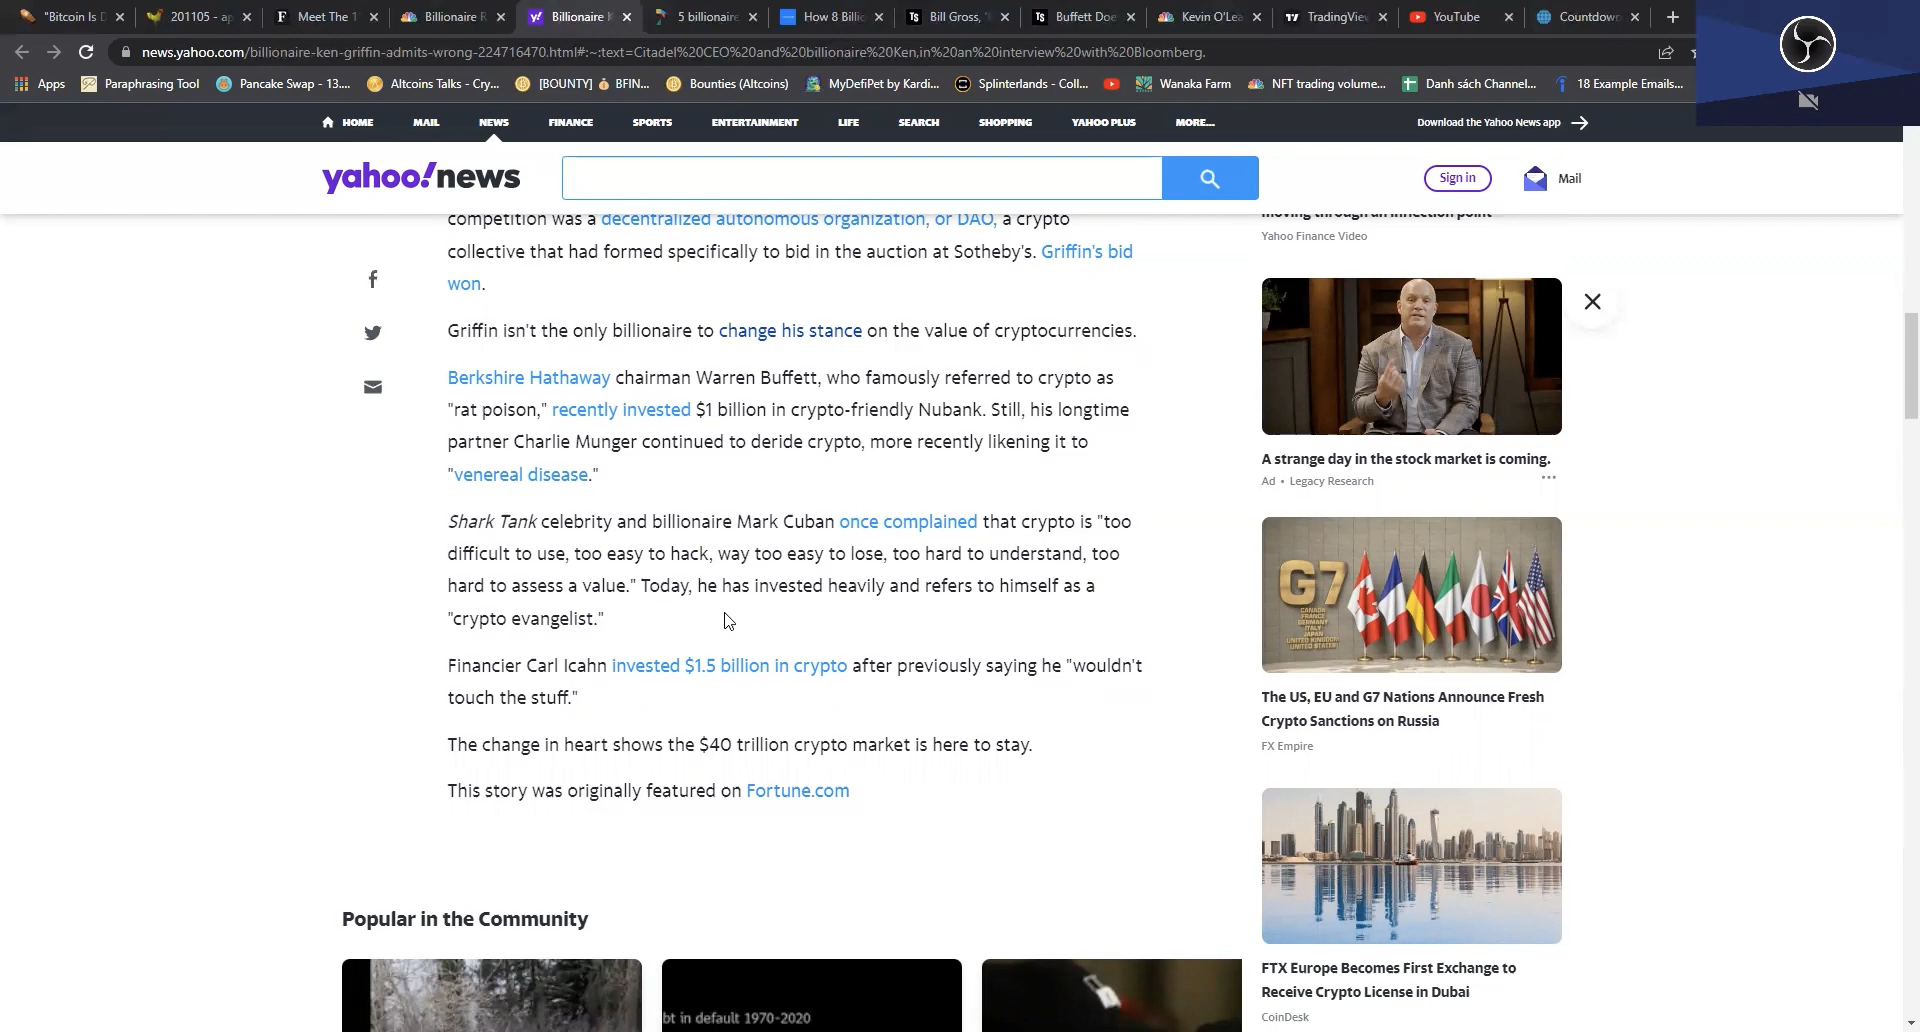 "Bitcoin Is D
201105 - ap
Meet The 1
Billionaire R
Billionaire K
5 billionaire
How 8 Billi
Bill Gross, '
Buffett Doe
Kevin O'Lea
TradingView
YouTube
Countdown
news.yahoo.com/billionaire-ken-griffin-admits-wrong-224716470.html#:~:text=Citadel%20CEO%20and%20billionaire%20Ken,in%20an%20interview%20with%20Bloomberg.
Apps
Paraphrasing Tool
Pancake Swap - 13....
Altcoins Talks - Cry...
[BOUNTY] 💰 BFIN...
Bounties (Altcoins)
MyDefiPet by Kardi...
Splinterlands - Coll...
Wanaka Farm
NFT trading volume...
Danh sách Channel...
18 Example Emails...
HOME
MAIL
NEWS
FINANCE
SPORTS
ENTERTAINMENT
LIFE
SEARCH
SHOPPING
YAHOO PLUS
MORE...
Download the Yahoo News app
yahoo!news
Sign in
Mail
competition was a decentralized autonomous organization, or DAO, a crypto
collective that had formed specifically to bid in the auction at Sotheby's. Griffin's bid
won.
Griffin isn't the only billionaire to change his stance on the value of cryptocurrencies.
Berkshire Hathaway chairman Warren Buffett, who famously referred to crypto as
"rat poison," recently invested $1 billion in crypto-friendly Nubank. Still, his longtime
partner Charlie Munger continued to deride crypto, more recently likening it to
"venereal disease."
Shark Tank celebrity and billionaire Mark Cuban once complained that crypto is "too
difficult to use, too easy to hack, way too easy to lose, too hard to understand, too
hard to assess a value." Today, he has invested heavily and refers to himself as a
"crypto evangelist."
Financier Carl Icahn invested $1.5 billion in crypto after previously saying he "wouldn't
touch the stuff."
The change in heart shows the $40 trillion crypto market is here to stay.
This story was originally featured on Fortune.com
Popular in the Community
bt in default 1970-2020
moving through an inflection point
Yahoo Finance Video
A strange day in the stock market is coming.
Ad • Legacy Research
G7
CANADA
FRANCE
GERMANY
ITALY
JAPAN
UNITED KINGDOM
UNITED STATES
The US, EU and G7 Nations Announce Fresh
Crypto Sanctions on Russia
FX Empire
FTX Europe Becomes First Exchange to
Receive Crypto License in Dubai
CoinDesk